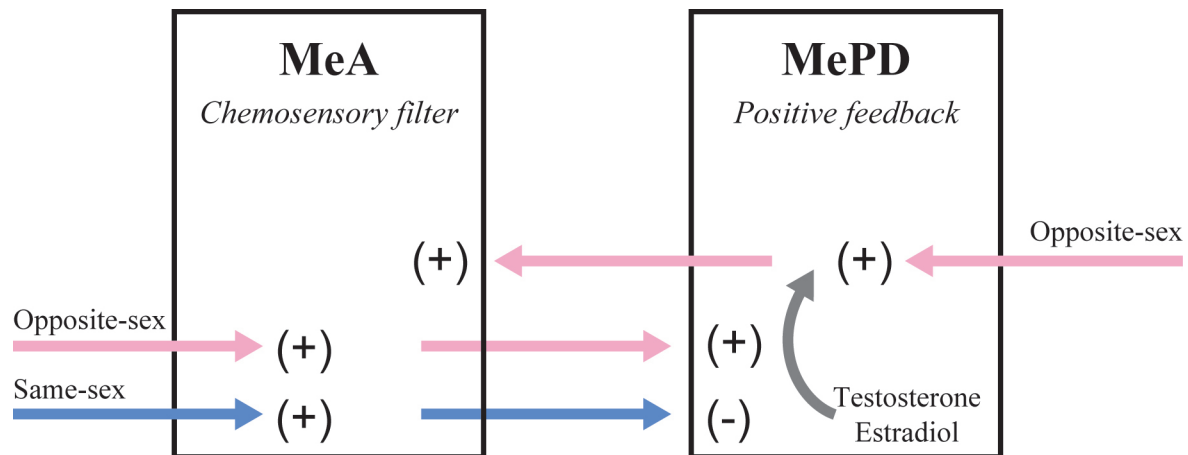 MeA
Chemosensory filter
MePD
Positive feedback
(+)
(+)
Opposite-sex
Opposite-sex
(+)
(+)
Same-sex
(+)
(-)
Testosterone
Estradiol